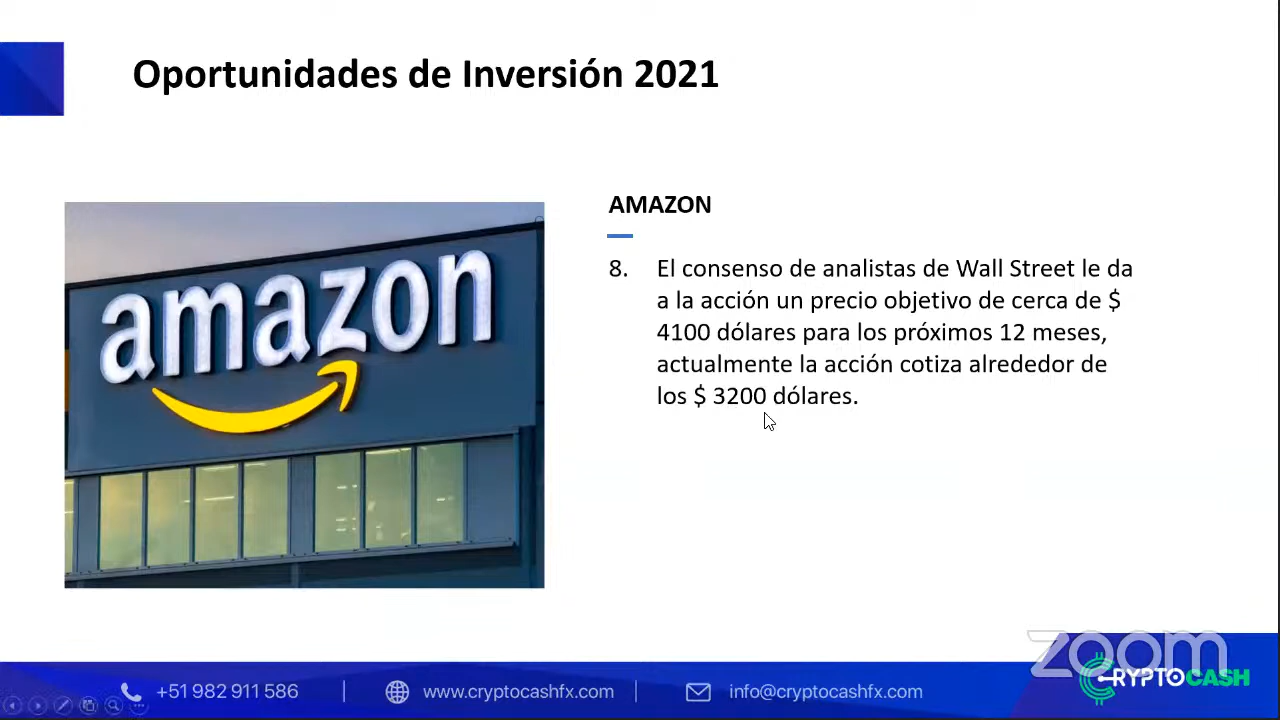 Oportunidades de Inversión 2021
amazon
AMAZON
8. El consenso de analistas de Wall Street le da
a la acción un precio objetivo de cerca de $
4100 dólares para los próximos 12 meses,
actualmente la acción cotiza alrededor de
los $ 3200 dólares.
zoom
+51 982 911 586
www.cryptocashfx.com
info@cryptocashfx.com
CRYPTOCASH